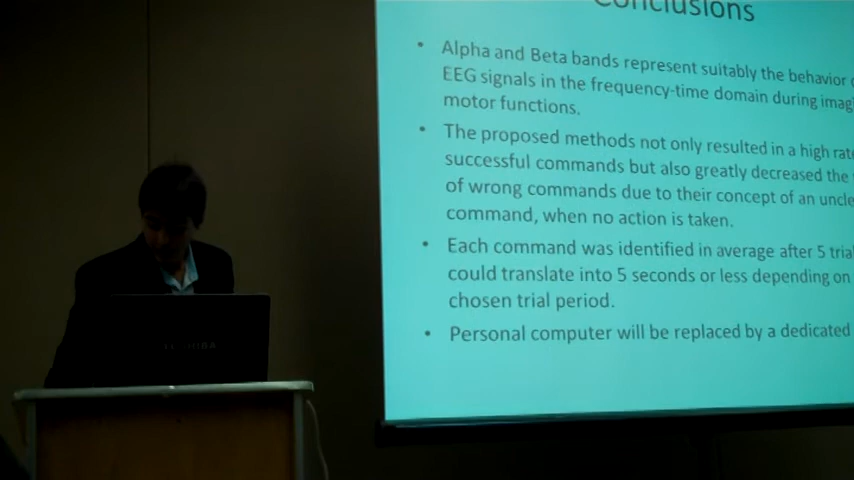 Conclusions
• Alpha and Beta bands represent suitably the behavior
EEG signals in the frequency-time domain during imag
motor functions.
• The proposed methods not only resulted in a high rate
successful commands but also greatly decreased the
of wrong commands due to their concept of an uncle
command, when no action is taken.
• Each command was identified in average after 5 tria
could translate into 5 seconds or less depending on
chosen trial period.
• Personal computer will be replaced by a dedicated
TOSHIBA